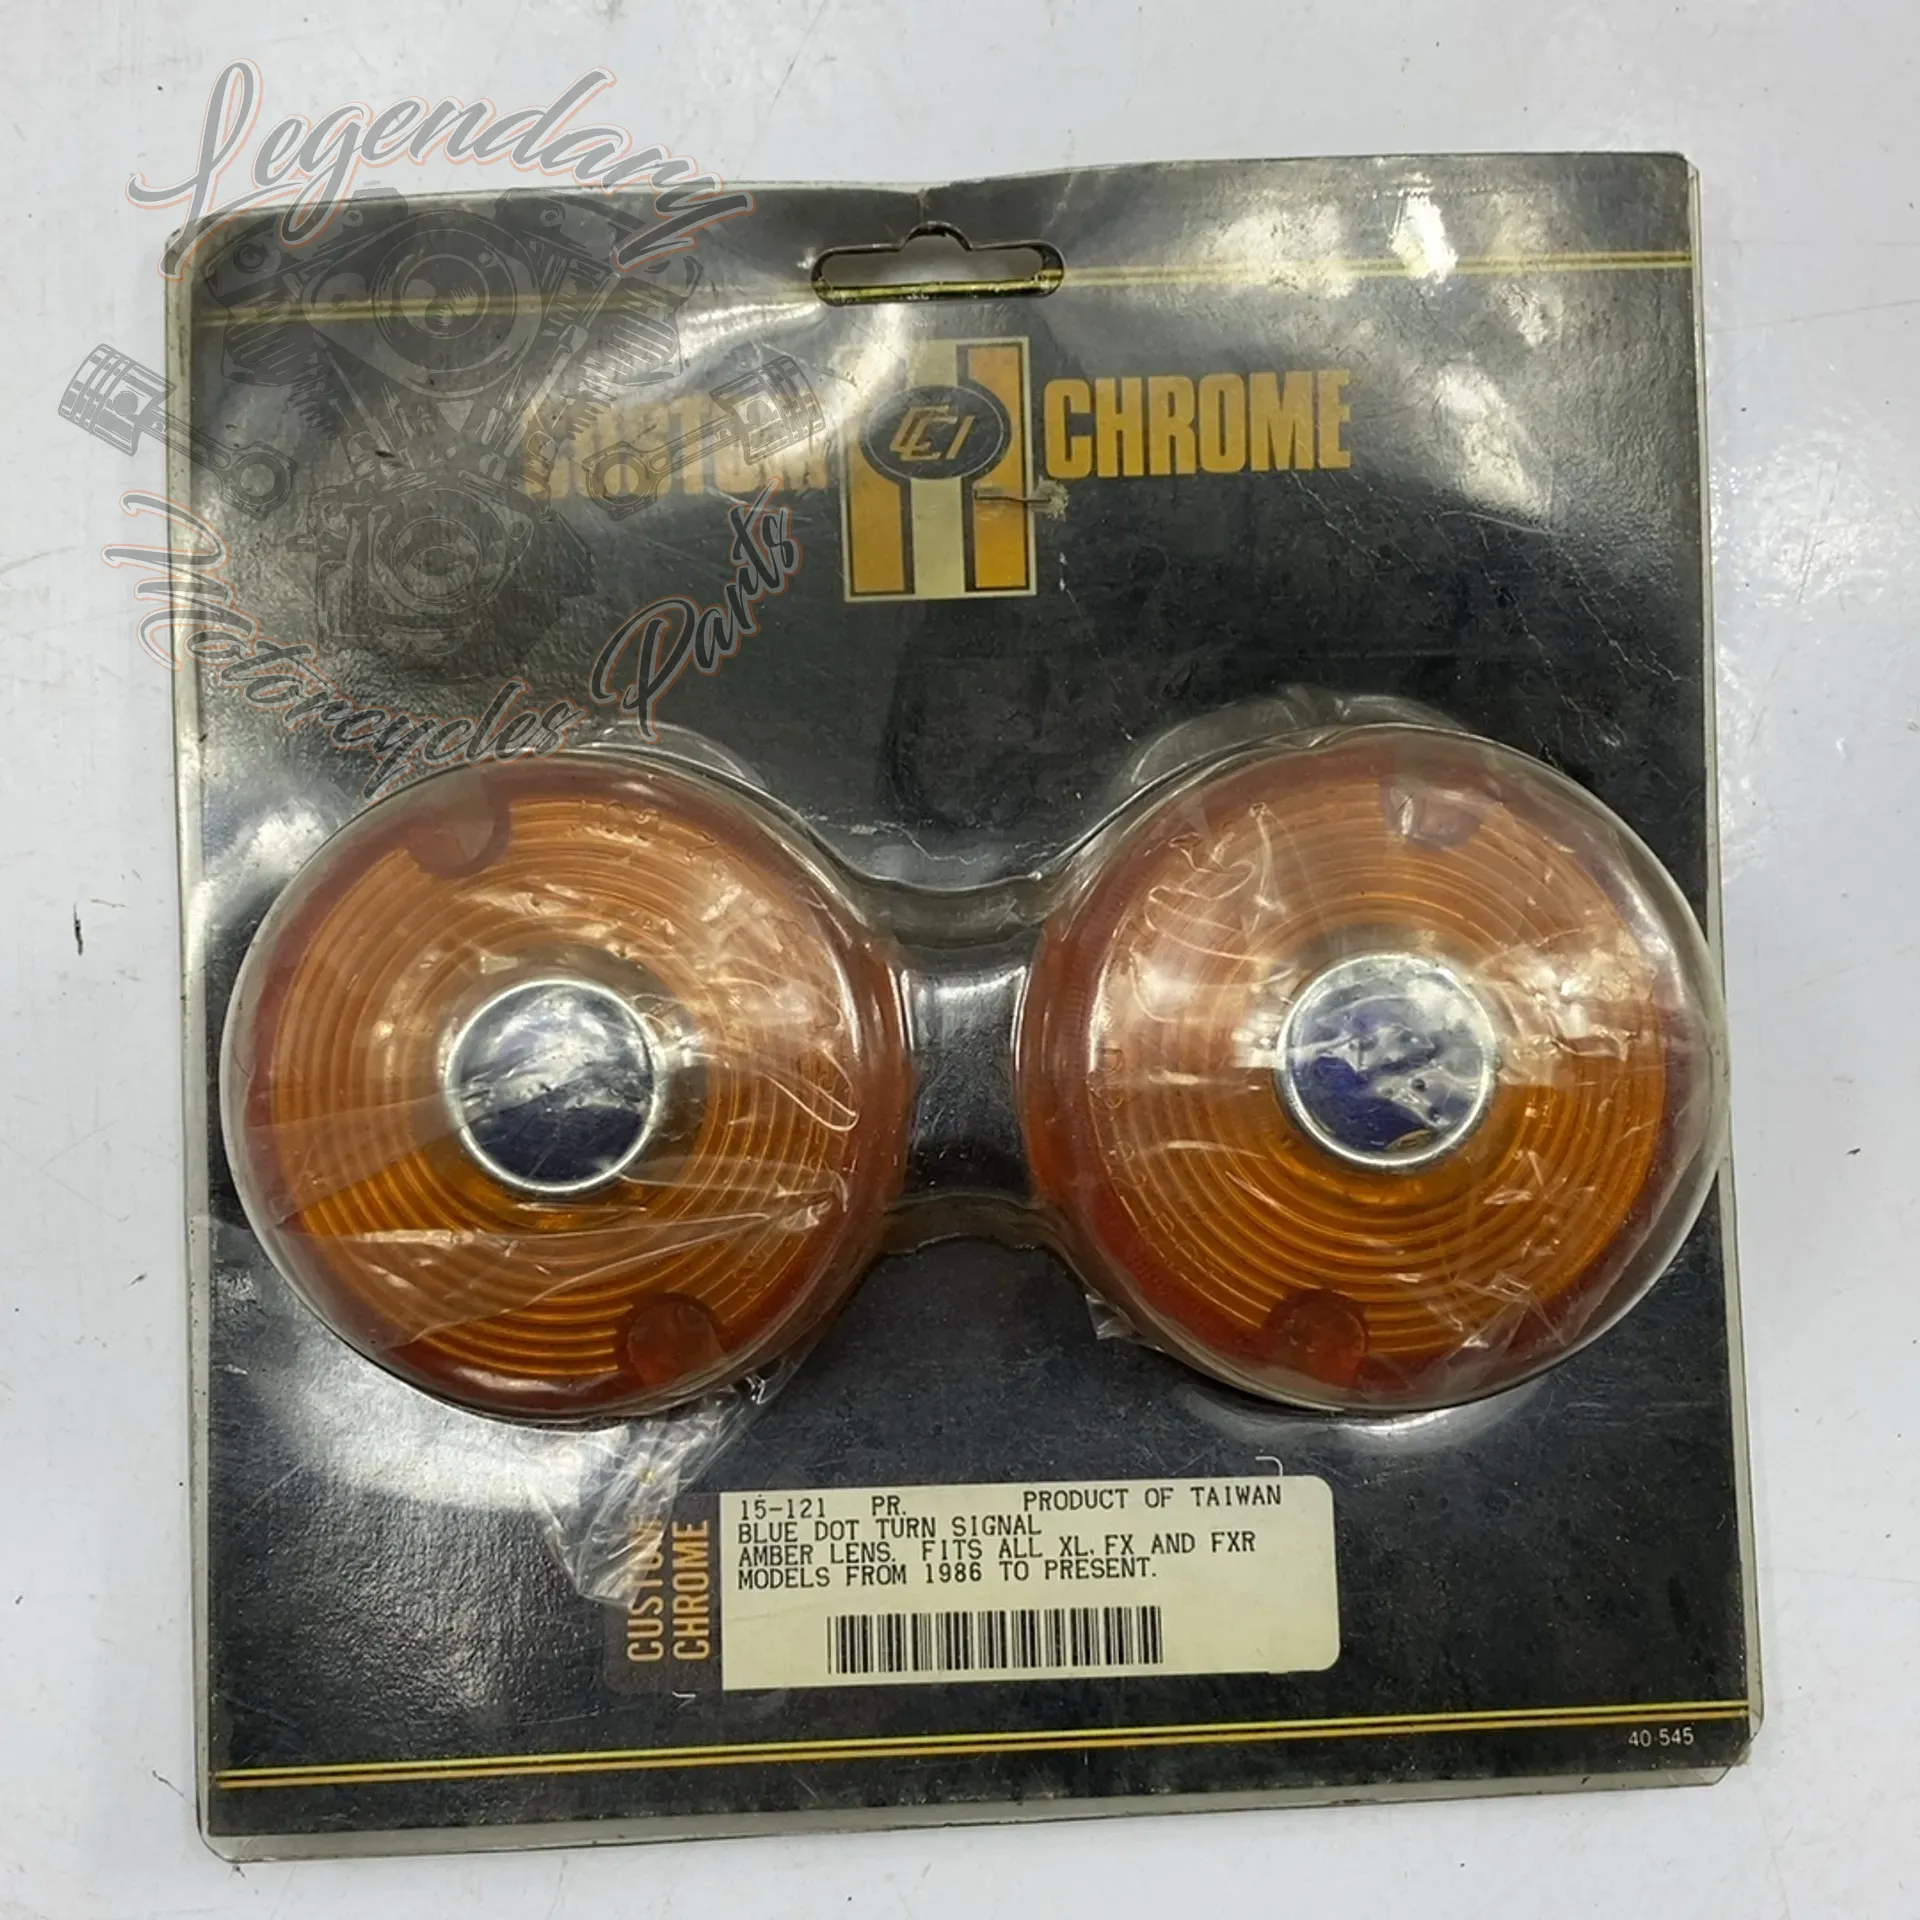 Legendary
Motorcycles Parts
CUSTOM CCI CHROME
15-121 PR. PRODUCT OF TAIWAN
BLUE DOT TURN SIGNAL
AMBER LENS. FITS ALL XL, FX AND FXR
MODELS FROM 1986 TO PRESENT.
CUSTOM
CHROME
40-545